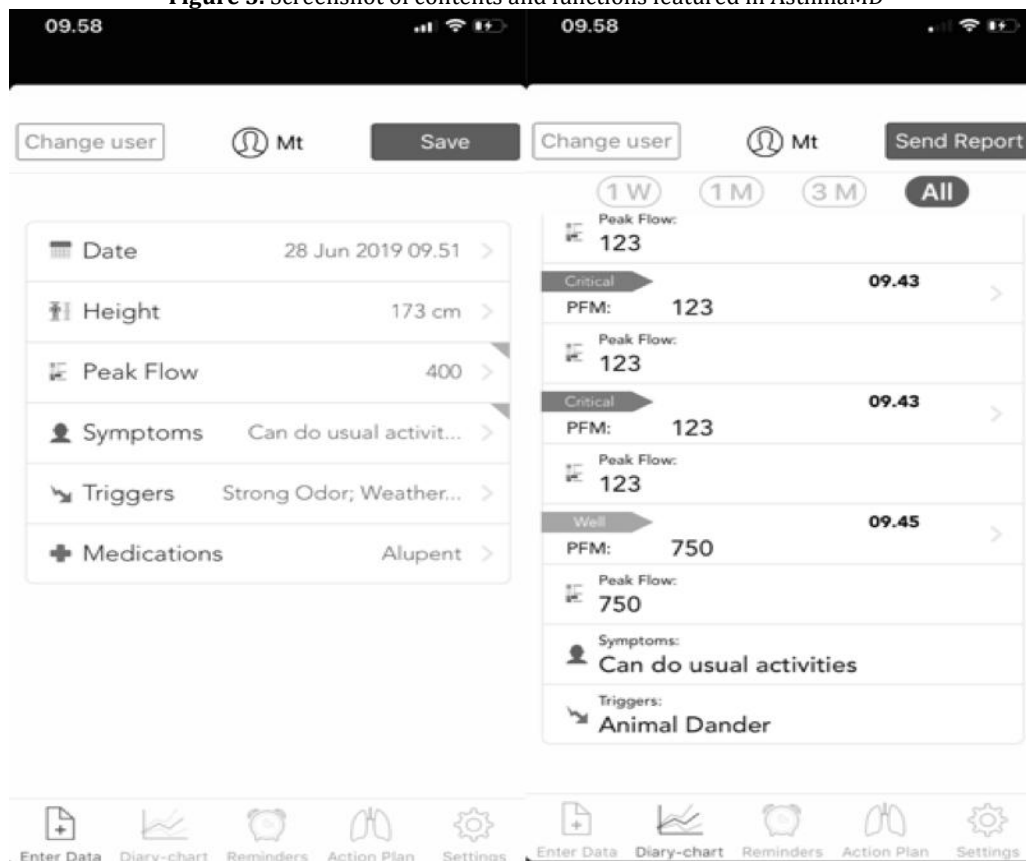 Figure 3. Screenshot of contents and functions featured in AsthmaMD
09.58
Change user
Mt
Save
Date
28 Jun 2019 09.51
Height
173 cm
Peak Flow
400
Symptoms
Can do usual activit...
Triggers
Strong Odor; Weather...
Medications
Alupent
Enter Data
Diary-chart
Reminders
Action Plan
Settings
09.58
Change user
Mt
Send Report
1 W
1 M
3 M
All
Peak Flow:
123
Critical
09.43
PFM: 123
Peak Flow:
123
Critical
09.43
PFM: 123
Peak Flow:
123
Well
09.45
PFM: 750
Peak Flow:
750
Symptoms:
Can do usual activities
Triggers:
Animal Dander
Enter Data
Diary-chart
Reminders
Action Plan
Settings